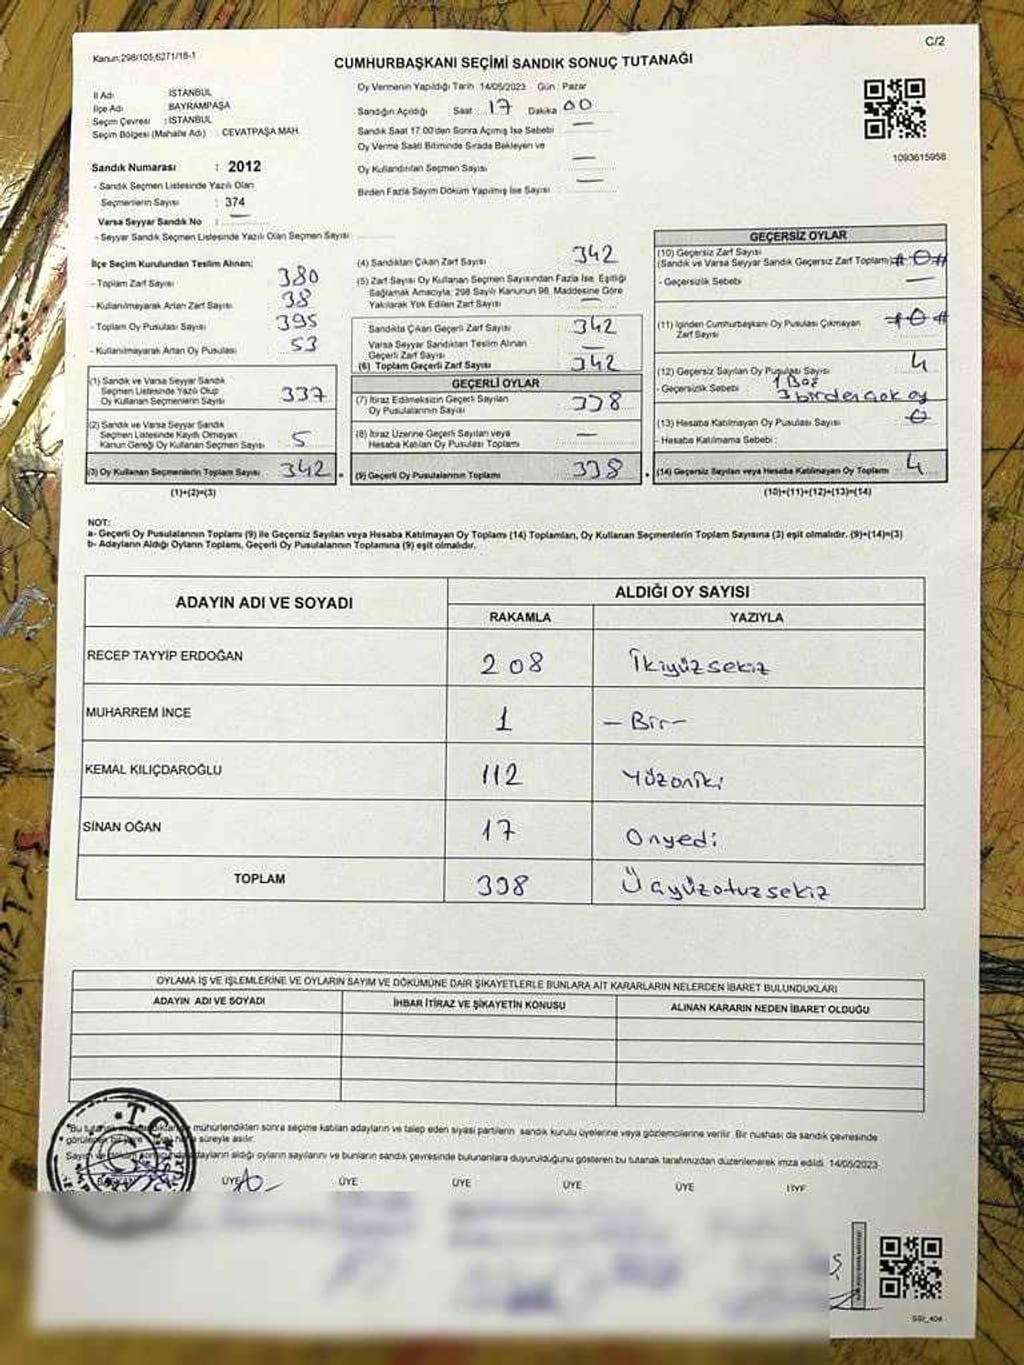 Kanun;298/105;6271/18-1
C/2
CUMHURBAŞKANI SEÇİMİ SANDIK SONUÇ TUTANAĞI
İl Adı : İSTANBUL
İlçe Adı : BAYRAMPAŞA
Seçim Çevresi : İSTANBUL
Seçim Bölgesi (Mahalle Adı) : CEVATPAŞA MAH.
Oy Vermenin Yapıldığı Tarih : 14/05/2023 Gün : Pazar
Sandığın Açıldığı Saat : 17 Dakika 00
Sandık Saat 17.00'den Sonra Açılmış İse Sebebi : —
Oy Verme Saati Bitiminde Sırada Bekleyen ve
Oy Kullandırılan Seçmen Sayısı : —
Birden Fazla Sayım Döküm Yapılmış İse Sayısı : —
1093615958
Sandık Numarası : 2012
- Sandık Seçmen Listesinde Yazılı Olan
Seçmenlerin Sayısı : 374
Varsa Seyyar Sandık No : —
- Seyyar Sandık Seçmen Listesinde Yazılı Olan Seçmen Sayısı:
İlçe Seçim Kurulundan Teslim Alınan;
- Toplam Zarf Sayısı : 380
- Kullanılmayarak Artan Zarf Sayısı : 38
- Toplam Oy Pusulası Sayısı : 395
- Kullanılmayarak Artan Oy Pusulası : 53
(1) Sandık ve Varsa Seyyar Sandık
Seçmen Listesinde Yazılı Olup
Oy Kullanan Seçmenlerin Sayısı : 337
(2) Sandık ve Varsa Seyyar Sandık
Seçmen Listesinde Kaydı Olmayan
Kanun Gereği Oy Kullanan Seçmen Sayısı : 5
(3) Oy Kullanan Seçmenlerin Toplam Sayısı : 342
(1)+(2)=(3)
(4) Sandıktan Çıkan Zarf Sayısı : 342
(5) Zarf Sayısı Oy Kullanan Seçmen Sayısından Fazla İse, Eşitliği
Sağlamak Amacıyla; 298 Sayılı Kanunun 98. Maddesine Göre
Yakılarak Yok Edilen Zarf Sayısı : —
Sandıkta Çıkan Geçerli Zarf Sayısı : 342
Varsa Seyyar Sandıktan Teslim Alınan
Geçerli Zarf Sayısı : —
(6) Toplam Geçerli Zarf Sayısı : 342
GEÇERLİ OYLAR
(7) İtiraz Edilmeksizin Geçerli Sayılan
Oy Pusulalarının Sayısı : 338
(8) İtiraz Üzerine Geçerli Sayılan veya
Hesaba Katılan Oy Pusulası Toplamı : —
(9) Geçerli Oy Pusulalarının Toplamı : 338
GEÇERSİZ OYLAR
(10) Geçersiz Zarf Sayısı
(Sandık ve Varsa Seyyar Sandık Geçersiz Zarf Toplamı) : #0#
- Geçersizlik Sebebi : —
(11) İçinden Cumhurbaşkanı Oy Pusulası Çıkmayan
Zarf Sayısı : #0#
(12) Geçersiz Sayılan Oy Pusulası Sayısı : 4
- Geçersizlik Sebebi : 1 Boş
3 birden çok oy
(13) Hesaba Katılmayan Oy Pusulası Sayısı : 0
- Hesaba Katılmama Sebebi :
(14) Geçersiz Sayılan veya Hesaba Katılmayan Oy Toplamı : 4
(10)+(11)+(12)+(13)=(14)
NOT:
a- Geçerli Oy Pusulalarının Toplamı (9) ile Geçersiz Sayılan veya Hesaba Katılmayan Oy Toplamı (14) Toplamları, Oy Kullanan Seçmenlerin Toplam Sayısına (3) eşit olmalıdır. (9)+(14)=(3)
b- Adayların Aldığı Oyların Toplamı, Geçerli Oy Pusulalarının Toplamına (9) eşit olmalıdır.
ADAYIN ADI VE SOYADI
ALDIĞI OY SAYISI
RAKAMLA YAZIYLA
RECEP TAYYİP ERDOĞAN 208 İkiyüzsekiz
MUHARREM İNCE 1 -Bir-
KEMAL KILIÇDAROĞLU 112 Yüzoniki
SİNAN OĞAN 17 Onyedi
TOPLAM 338 Üçyüzotuzsekiz
OYLAMA İŞ VE İŞLEMLERİNE VE OYLARIN SAYIM VE DÖKÜMÜNE DAİR ŞİKAYETLERLE BUNLARA AİT KARARLARIN NELERDEN İBARET BULUNDUKLARI
ADAYIN ADI VE SOYADI İHBAR İTİRAZ VE ŞİKAYETİN KONUSU ALINAN KARARIN NEDEN İBARET OLDUĞU
mühürlendikten sonra seçime katılan adayların ve talep eden siyasi partilerin sandık kurulu üyelerine veya gözlemcilerine verilir. Bir nüshası da sandık çevresinde
süreyle asılır.
adayların aldığı oyların sayılarını ve bunların sandık çevresinde bulunanlara duyurulduğunu gösteren bu tutanak tarafımızdan düzenlenerek imza edildi. 14/05/2023
BAŞKAN ÜYE ÜYE ÜYE ÜYE ÜYE ÜYE